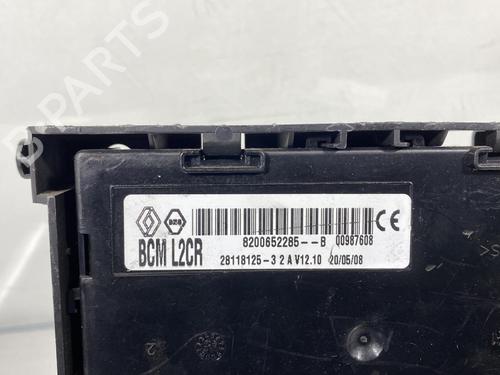 8200652285--B 00987608 CE
BCM L2CR 28118125-3 2 A V12.10 20/05/08